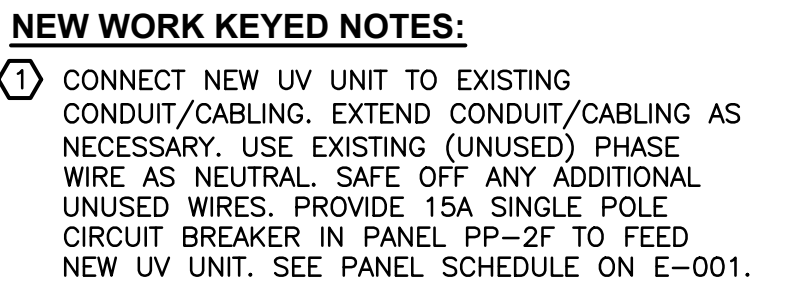 NEW WORK KEYED NOTES:
1 CONNECT NEW UV UNIT TO EXISTING
CONDUIT/CABLING. EXTEND CONDUIT/CABLING AS
NECESSARY. USE EXISTING (UNUSED) PHASE
WIRE AS NEUTRAL. SAFE OFF ANY ADDITIONAL
UNUSED WIRES. PROVIDE 15A SINGLE POLE
CIRCUIT BREAKER IN PANEL PP-2F TO FEED
NEW UV UNIT. SEE PANEL SCHEDULE ON E-001.